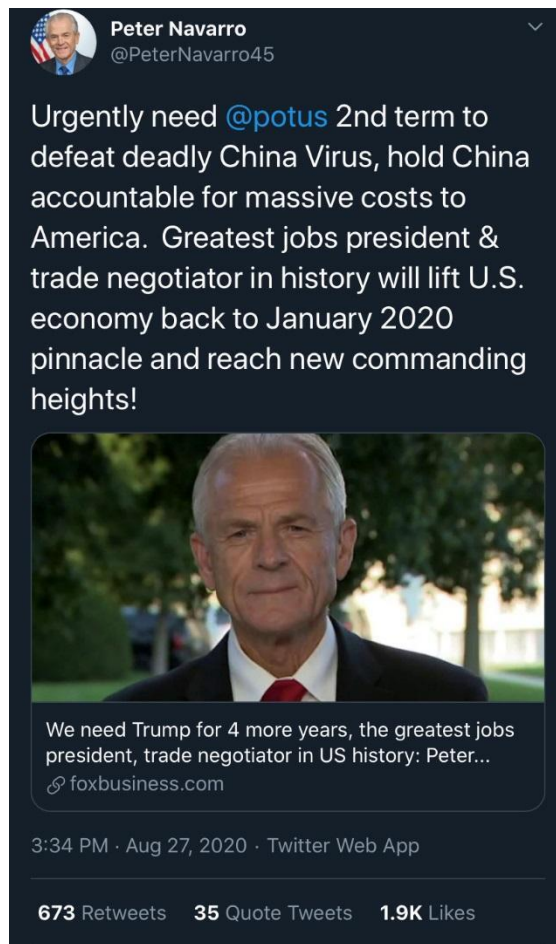 Peter Navarro
@PeterNavarro45
Urgently need @potus 2nd term to
defeat deadly China Virus, hold China
accountable for massive costs to
America.  Greatest jobs president &
trade negotiator in history will lift U.S.
economy back to January 2020
pinnacle and reach new commanding
heights!
We need Trump for 4 more years, the greatest jobs
president, trade negotiator in US history: Peter...
foxbusiness.com
3:34 PM · Aug 27, 2020 · Twitter Web App
673 Retweets 35 Quote Tweets 1.9K Likes